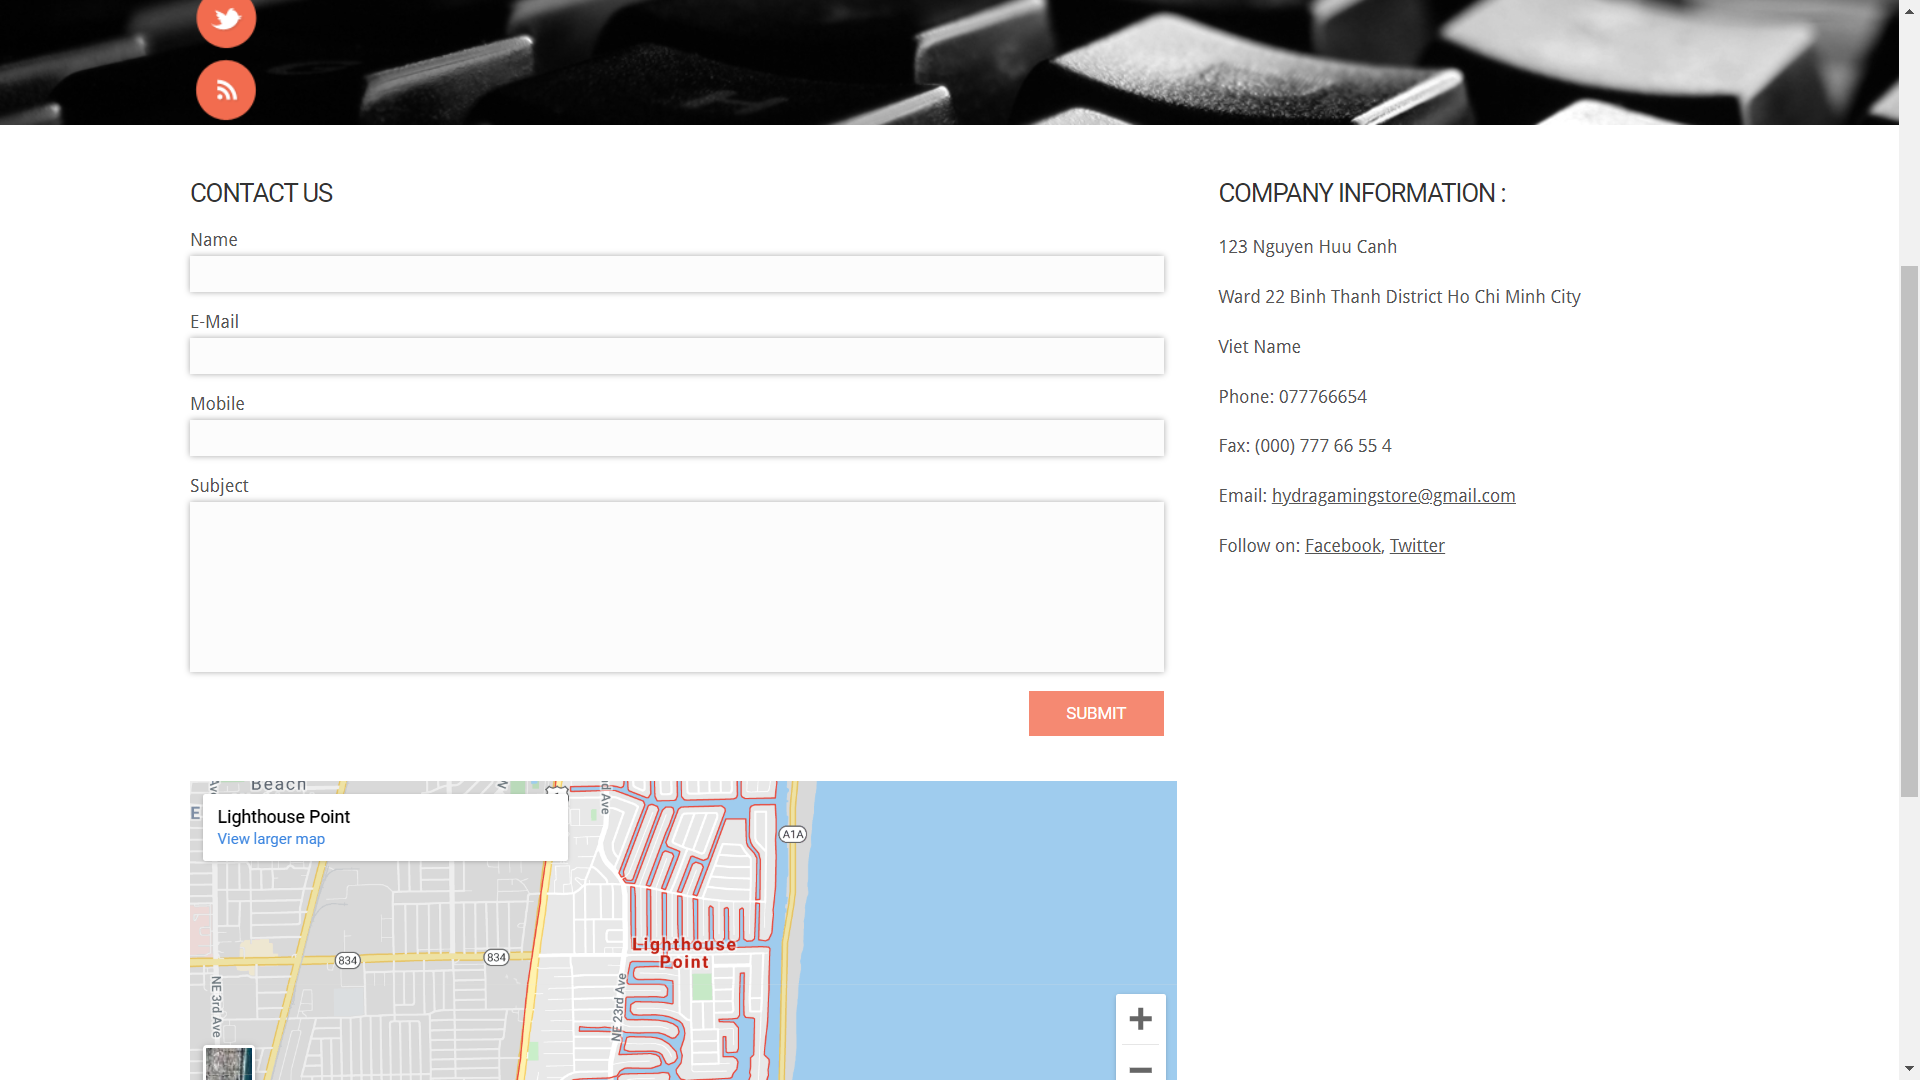 CONTACT US
Name
E-Mail
Mobile
Subject
SUBMIT
COMPANY INFORMATION :
123 Nguyen Huu Canh
Ward 22 Binh Thanh District Ho Chi Minh City
Viet Name
Phone: 077766654
Fax: (000) 777 66 55 4
Email: hydragamingstore@gmail.com
Follow on: Facebook, Twitter
Beach
Lighthouse Point
View larger map
A1A
Lighthouse
Point
834
834
NE 3rd Ave
NE 23rd Ave